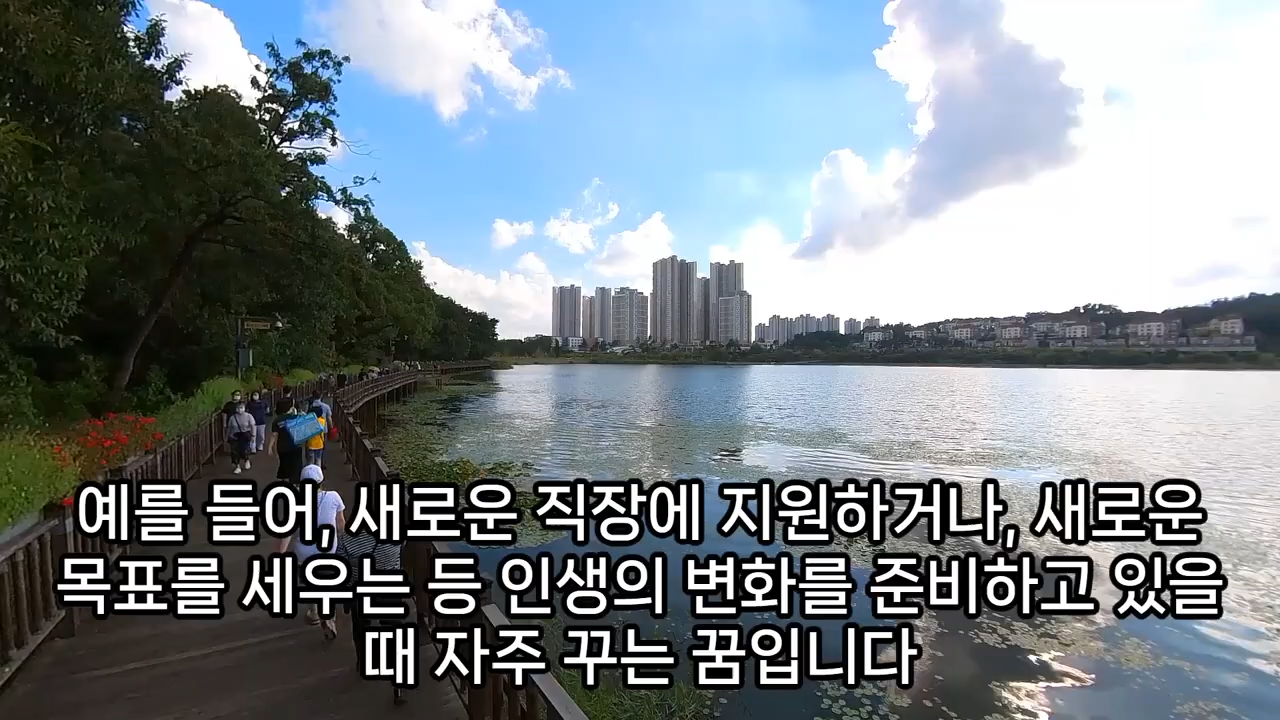 예를 들어, 새로운 직장에 지원하거나, 새로운
목표를 세우는 등 인생의 변화를 준비하고 있을
때 자주 꾸는 꿈입니다